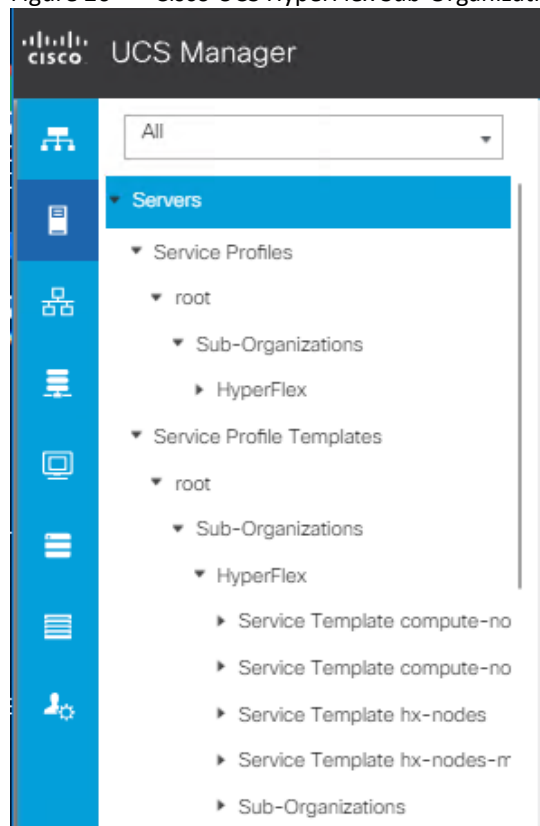 cisco UCS Manager
All
Servers
Service Profiles
root
Sub-Organizations
HyperFlex
Service Profile Templates
root
Sub-Organizations
HyperFlex
Service Template compute-no
Service Template compute-no
Service Template hx-nodes
Service Template hx-nodes-m
Sub-Organizations